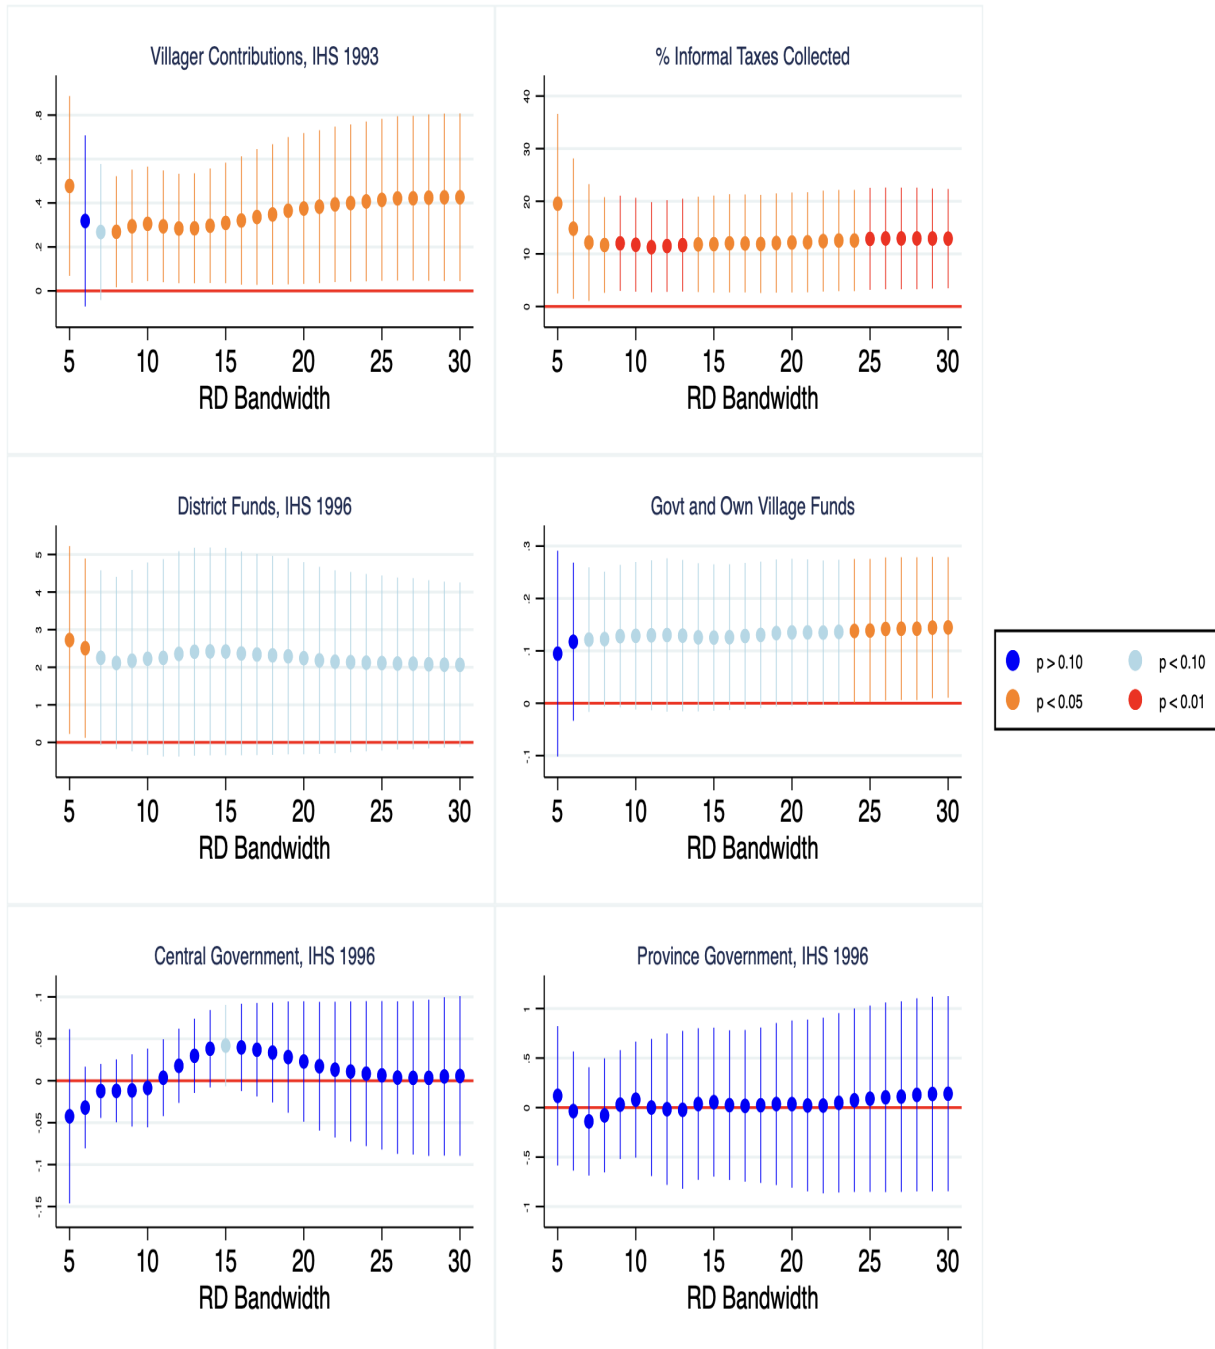 Villager Contributions, IHS 1993
.8
.6
.4
.2
0
5 10 15 20 25 30
RD Bandwidth
% Informal Taxes Collected
40
30
20
10
0
5 10 15 20 25 30
RD Bandwidth
District Funds, IHS 1996
5
4
3
2
1
0
5 10 15 20 25 30
RD Bandwidth
Govt and Own Village Funds
.3
.2
.1
0
-.1
5 10 15 20 25 30
RD Bandwidth
p > 0.10 p < 0.10
p < 0.05 p < 0.01
Central Government, IHS 1996
.1
.05
0
-.05
-.1
-.15
5 10 15 20 25 30
RD Bandwidth
Province Government, IHS 1996
1
.5
0
-.5
-1
5 10 15 20 25 30
RD Bandwidth